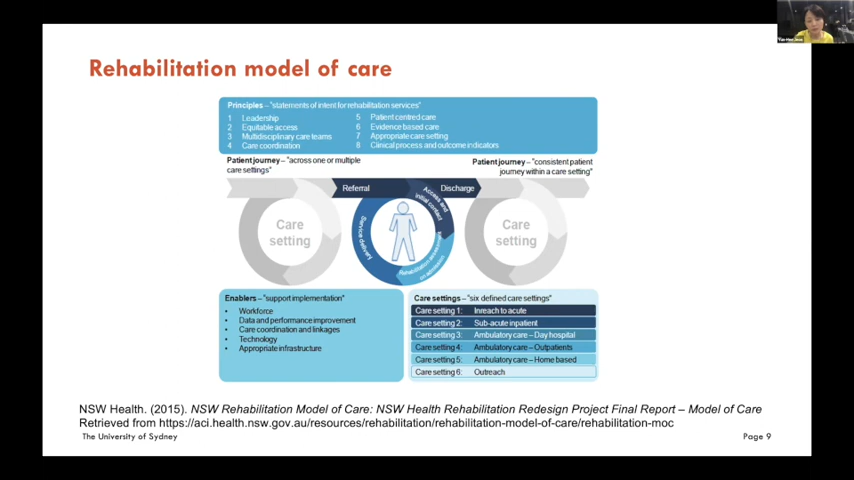 Rehabilitation model of care
Principles – "statements of intent for rehabilitation services"
1 Leadership
2 Equitable access
3 Multidisciplinary care teams
4 Care coordination
5 Patient centred care
6 Evidence based care
7 Appropriate care setting
8 Clinical process and outcome indicators
Patient journey – "across one or multiple
care settings"
Patient journey – "consistent patient
journey within a care setting"
Referral
Discharge
Care
setting
Access and
initial contact
Rehabilitation assessment
on admission
Service delivery
Care
setting
Enablers – "support implementation"
• Workforce
• Data and performance improvement
• Care coordination and linkages
• Technology
• Appropriate infrastructure
Care settings – "six defined care settings"
Care setting 1: Inreach to acute
Care setting 2: Sub-acute inpatient
Care setting 3: Ambulatory care – Day hospital
Care setting 4: Ambulatory care – Outpatients
Care setting 5: Ambulatory care – Home based
Care setting 6: Outreach
NSW Health. (2015). NSW Rehabilitation Model of Care: NSW Health Rehabilitation Redesign Project Final Report – Model of Care
Retrieved from https://aci.health.nsw.gov.au/resources/rehabilitation/rehabilitation-model-of-care/rehabilitation-moc
The University of Sydney
Page 9